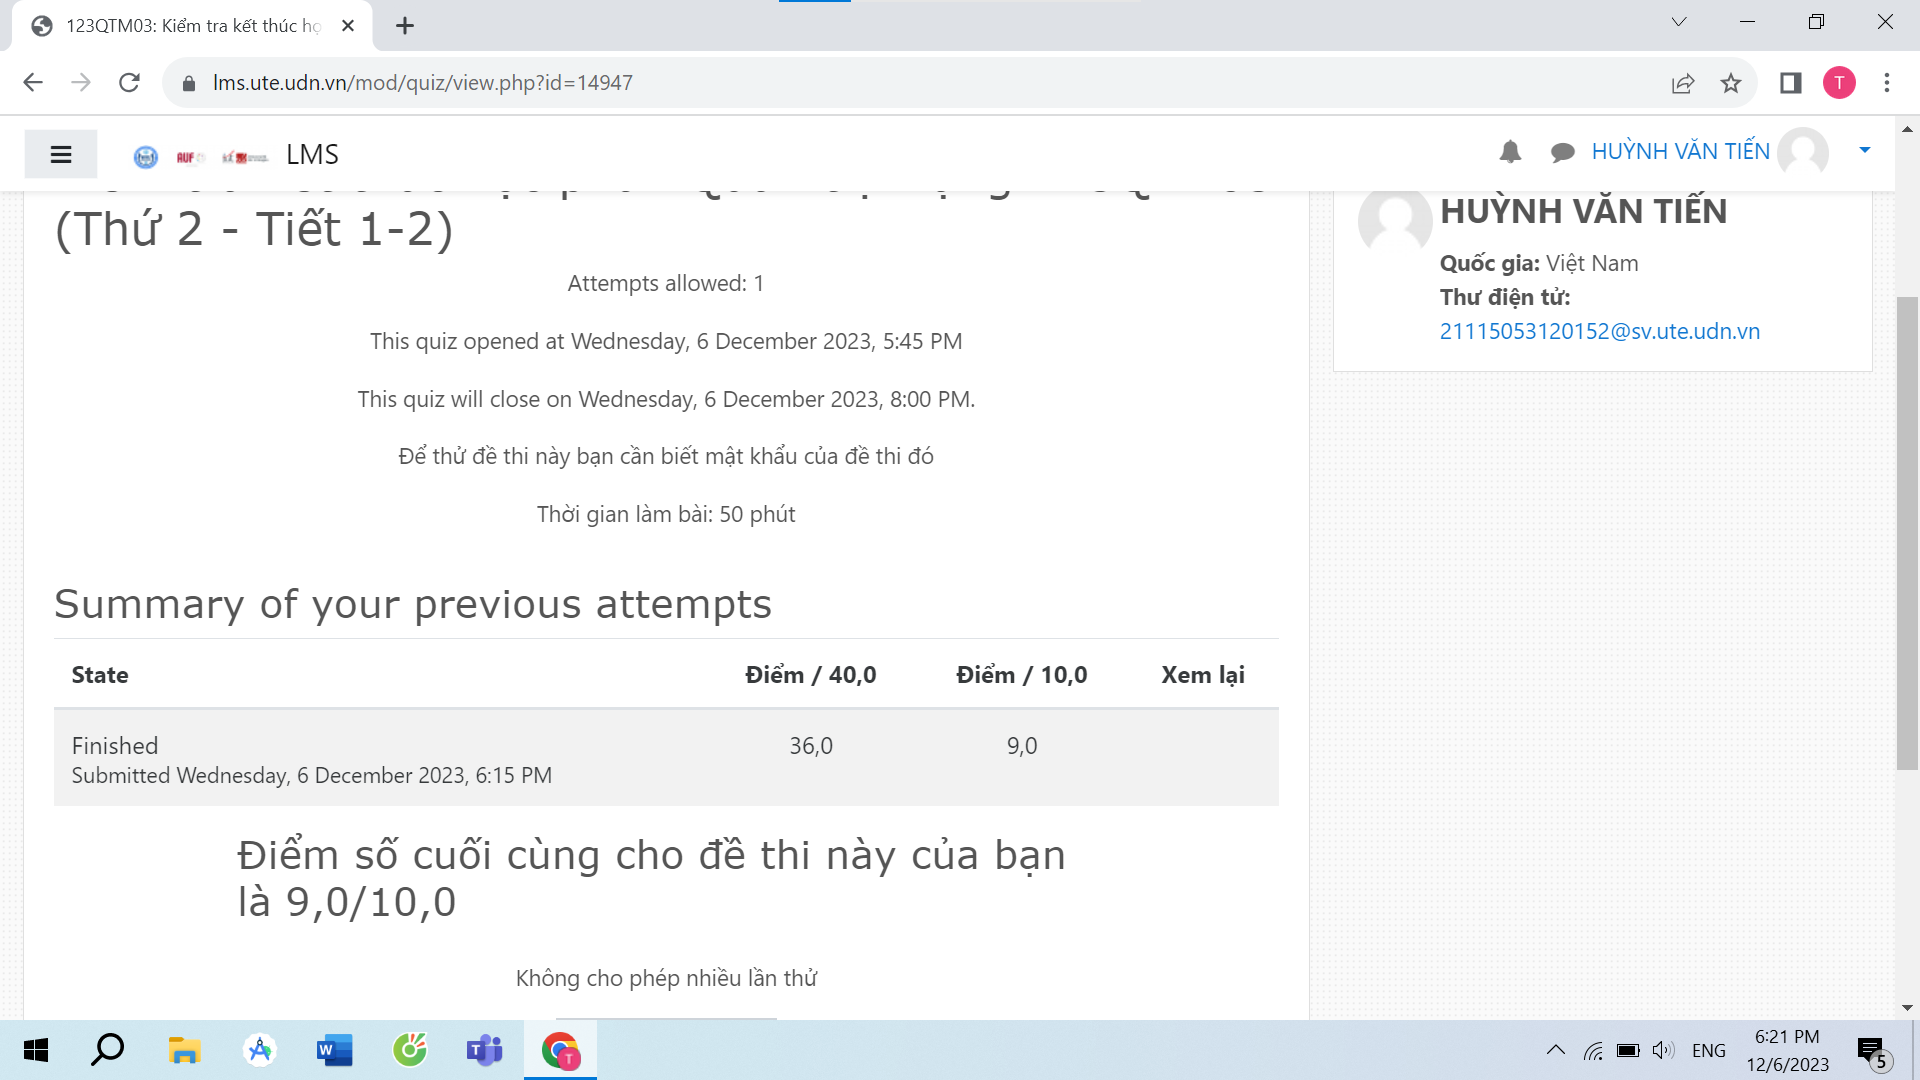 123QTM03: Kiểm tra kết thúc họ
lms.ute.udn.vn/mod/quiz/view.php?id=14947
T
AUF
LMS
HUỲNH VĂN TIẾN
(Thứ 2 - Tiết 1-2)
Attempts allowed: 1
This quiz opened at Wednesday, 6 December 2023, 5:45 PM
This quiz will close on Wednesday, 6 December 2023, 8:00 PM.
Để thử đề thi này bạn cần biết mật khẩu của đề thi đó
Thời gian làm bài: 50 phút
Summary of your previous attempts
State Điểm / 40,0 Điểm / 10,0 Xem lại
Finished 36,0 9,0
Submitted Wednesday, 6 December 2023, 6:15 PM
Điểm số cuối cùng cho đề thi này của bạn
là 9,0/10,0
Không cho phép nhiều lần thử
HUỲNH VĂN TIẾN
Quốc gia: Việt Nam
Thư điện tử:
21115053120152@sv.ute.udn.vn
W
T
T
ENG
6:21 PM
12/6/2023
5